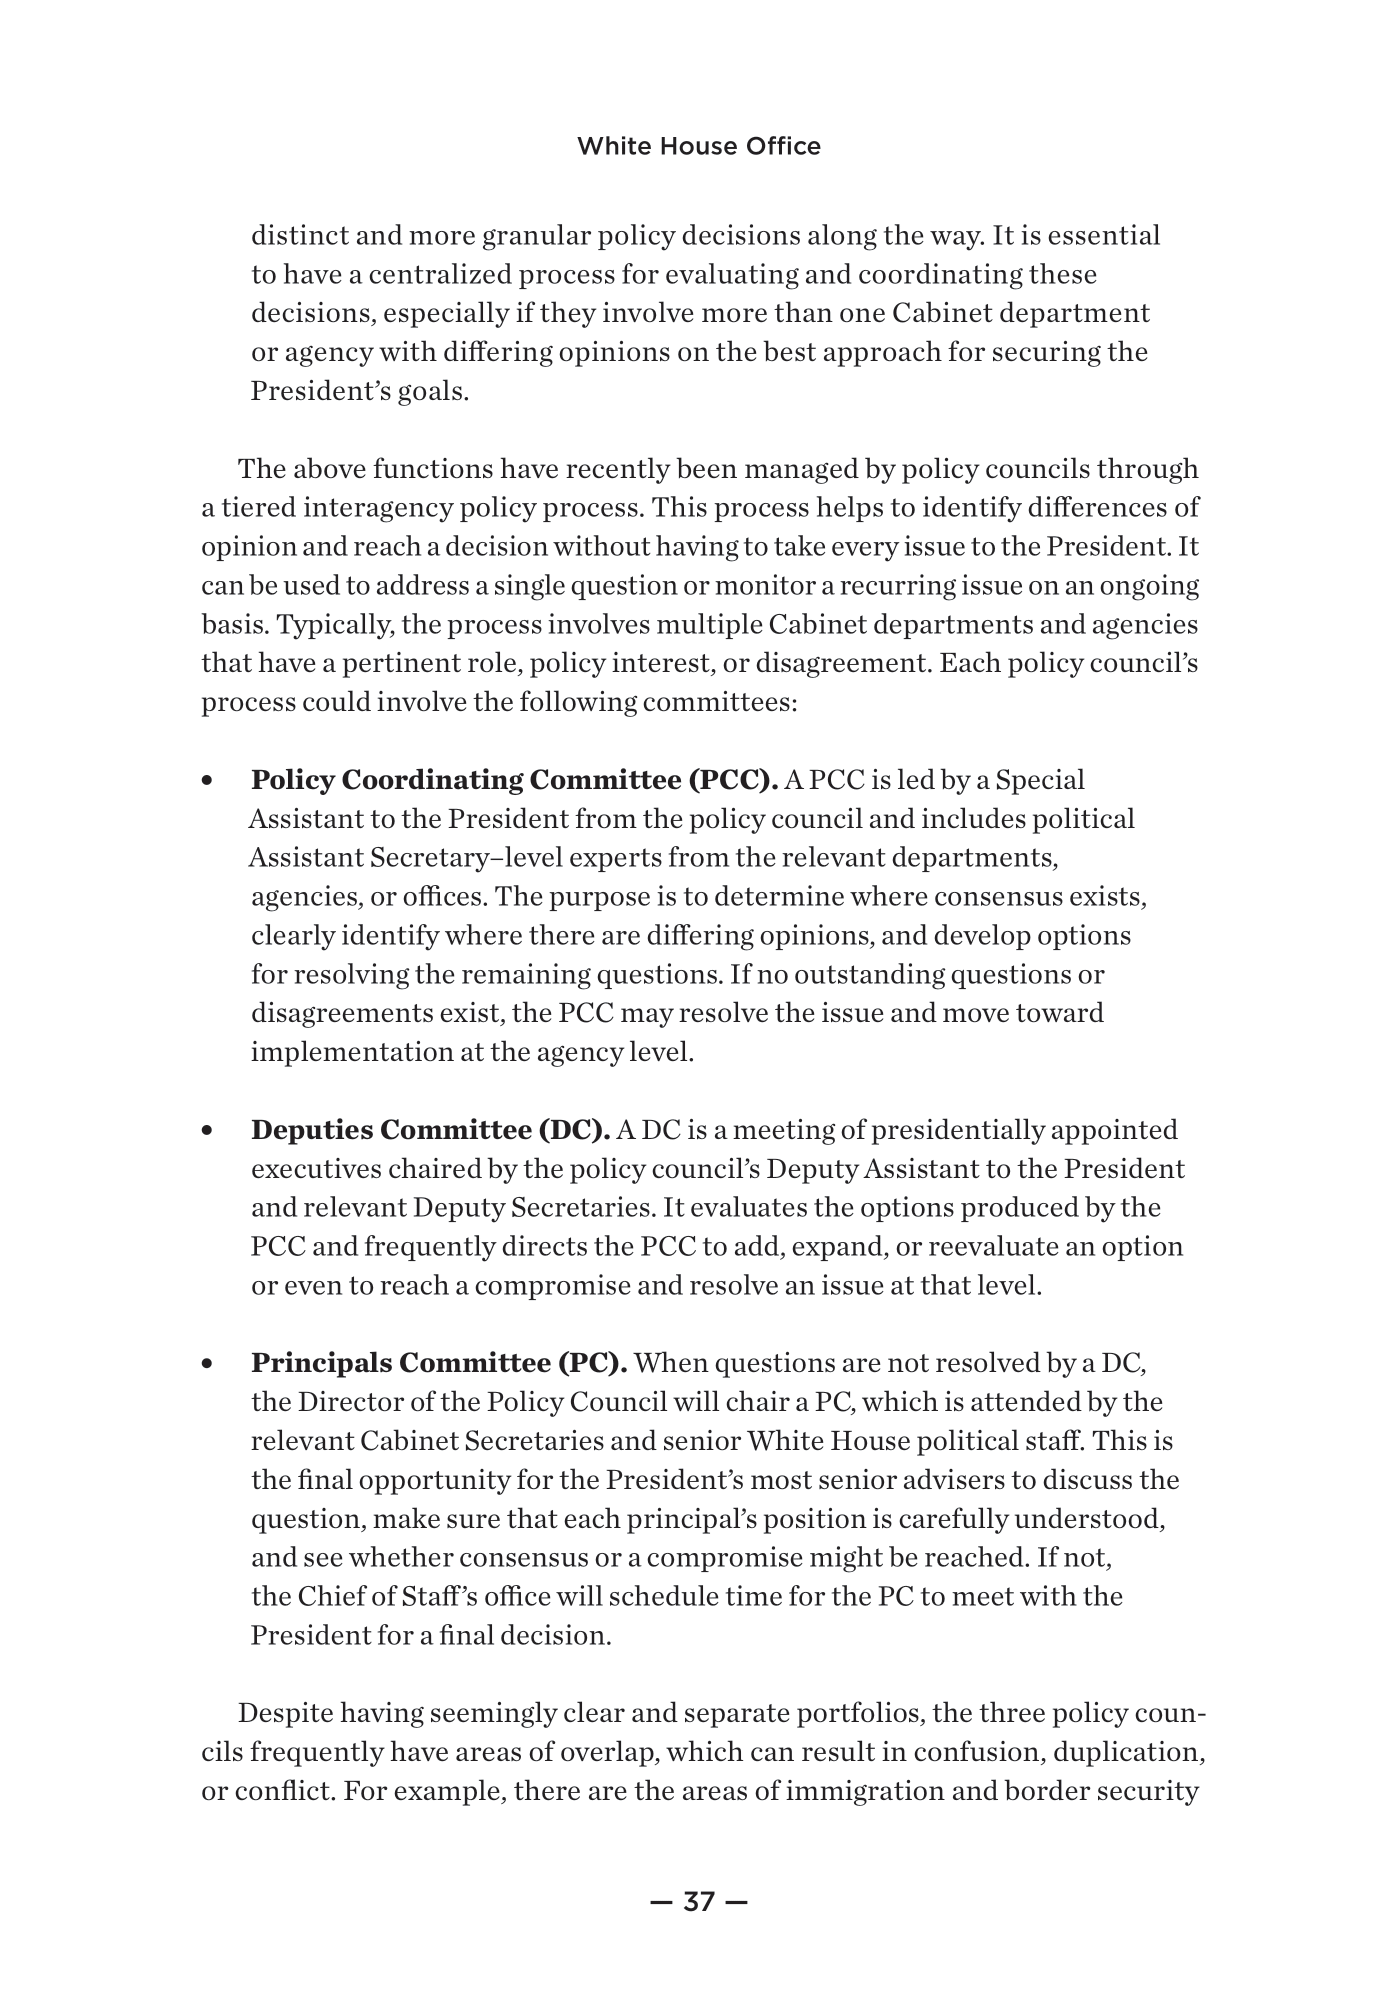 White House Office
distinct and more granular policy decisions along the way. It is essential
to have a centralized process for evaluating and coordinating these
decisions, especially if they involve more than one Cabinet department
or agency with differing opinions on the best approach for securing the
President’s goals.
The above functions have recently been managed by policy councils through
a tiered interagency policy process. This process helps to identify differences of
opinion and reach a decision without having to take every issue to the President. It
can be used to address a single question or monitor a recurring issue on an ongoing
basis. Typically, the process involves multiple Cabinet departments and agencies
that have a pertinent role, policy interest, or disagreement. Each policy council’s
process could involve the following committees:
• Policy Coordinating Committee (PCC). A PCC is led by a Special
Assistant to the President from the policy council and includes political
Assistant Secretary–level experts from the relevant departments,
agencies, or offices. The purpose is to determine where consensus exists,
clearly identify where there are differing opinions, and develop options
for resolving the remaining questions. If no outstanding questions or
disagreements exist, the PCC may resolve the issue and move toward
implementation at the agency level.
• Deputies Committee (DC). A DC is a meeting of presidentially appointed
executives chaired by the policy council’s Deputy Assistant to the President
and relevant Deputy Secretaries. It evaluates the options produced by the
PCC and frequently directs the PCC to add, expand, or reevaluate an option
or even to reach a compromise and resolve an issue at that level.
• Principals Committee (PC). When questions are not resolved by a DC,
the Director of the Policy Council will chair a PC, which is attended by the
relevant Cabinet Secretaries and senior White House political staff. This is
the final opportunity for the President’s most senior advisers to discuss the
question, make sure that each principal’s position is carefully understood,
and see whether consensus or a compromise might be reached. If not,
the Chief of Staff’s office will schedule time for the PC to meet with the
President for a final decision.
Despite having seemingly clear and separate portfolios, the three policy coun-
cils frequently have areas of overlap, which can result in confusion, duplication,
or conflict. For example, there are the areas of immigration and border security
— 37 —